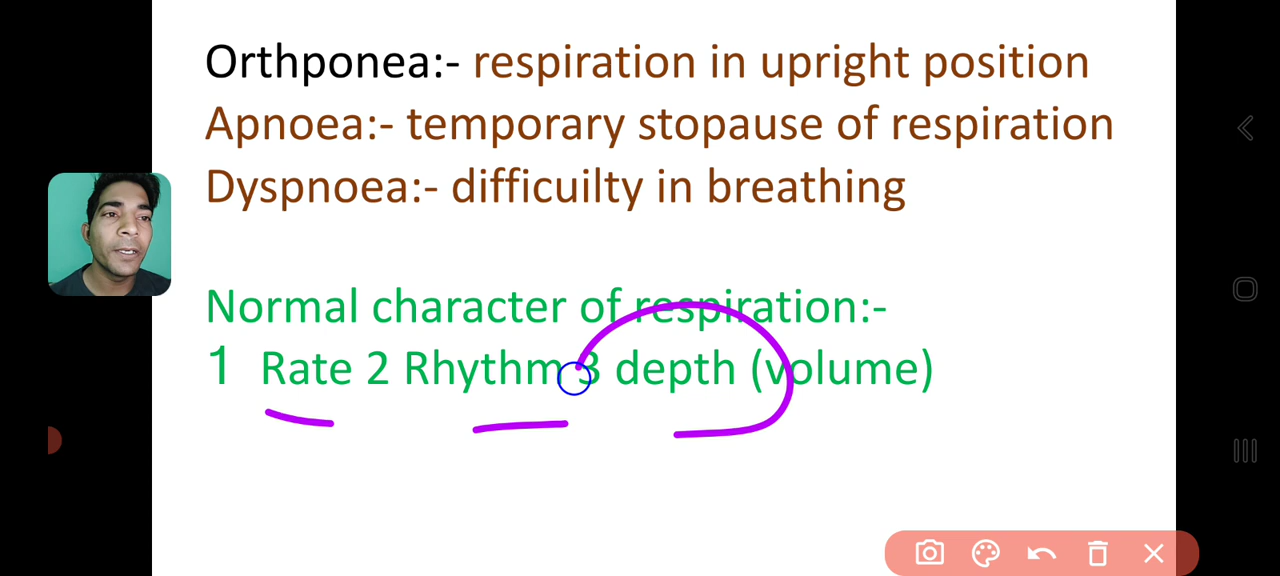 Orthponea:- respiration in upright position
Apnoea:- temporary stopause of respiration
Dyspnoea:- difficuilty in breathing
Normal character of respiration:-
1 Rate 2 Rhythm 3 depth (volume)